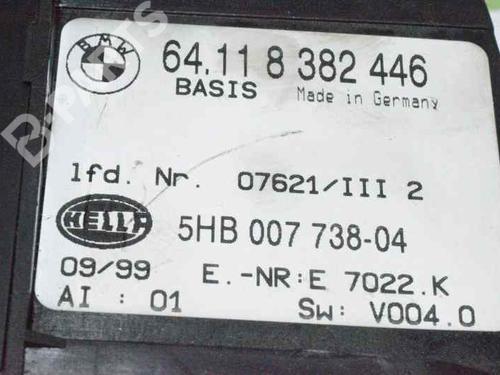 BMW
64.11 8 382 446
BASIS Made in Germany
lfd. Nr. 07621/III 2
HELLA
5HB 007 738-04
09/99 E.-NR:E 7022.K
AI : 01 SW: V004.0
B-PARTS